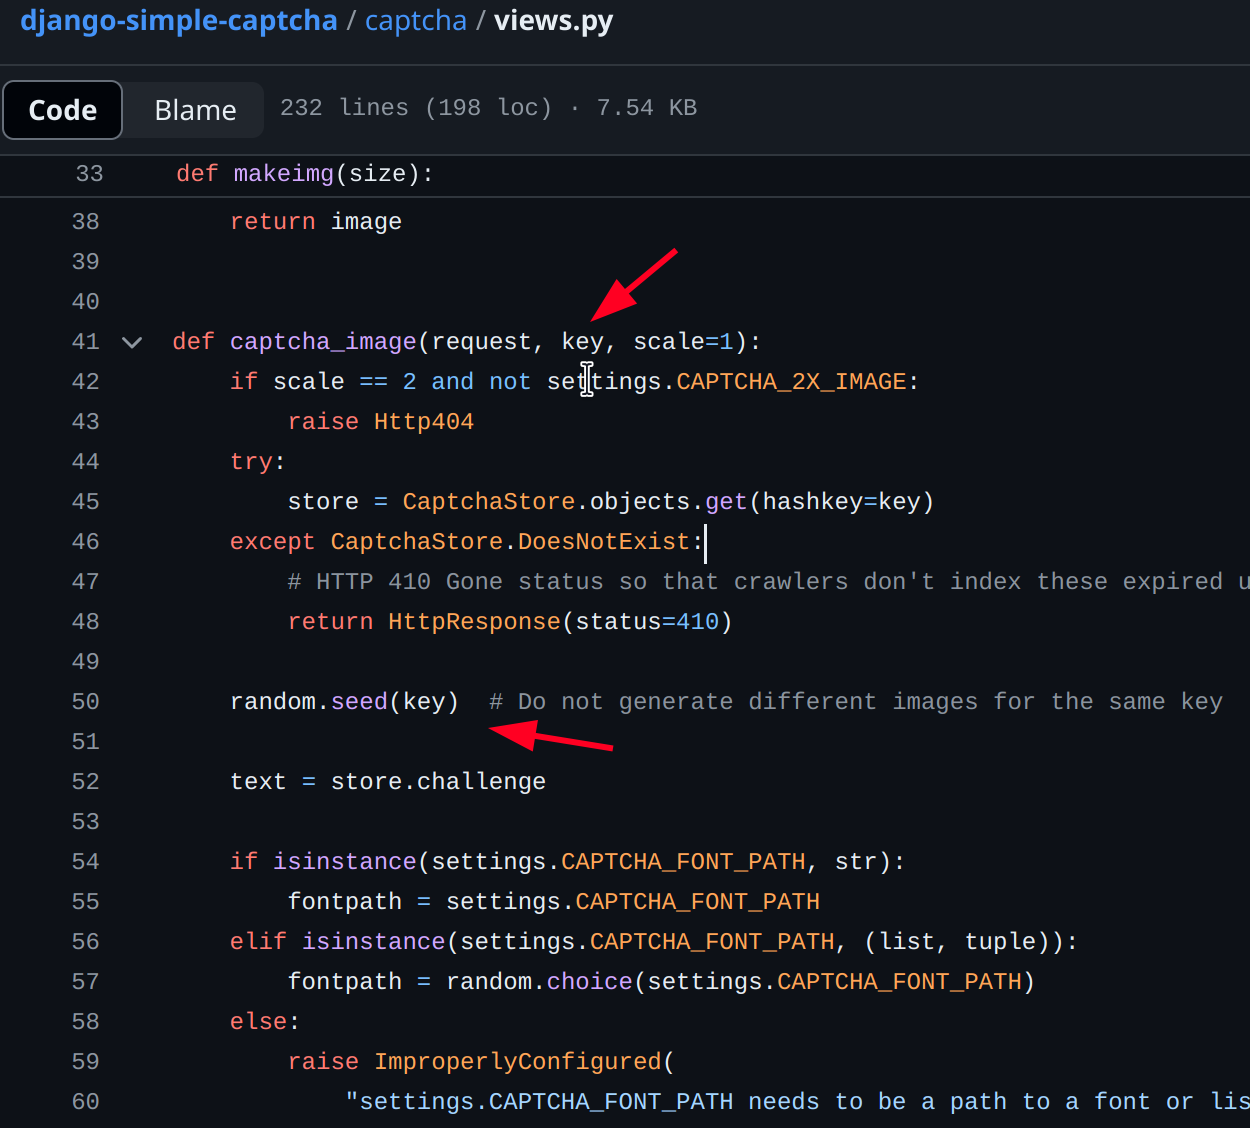 django-simple-captcha / captcha / views.py
Code Blame 232 lines (198 loc) · 7.54 KB
33 def makeimg(size):
38 return image
39
40
41 def captcha_image(request, key, scale=1):
42 if scale == 2 and not settings.CAPTCHA_2X_IMAGE:
43 raise Http404
44 try:
45 store = CaptchaStore.objects.get(hashkey=key)
46 except CaptchaStore.DoesNotExist:
47 # HTTP 410 Gone status so that crawlers don't index these expired u
48 return HttpResponse(status=410)
49
50 random.seed(key)  # Do not generate different images for the same key
51
52 text = store.challenge
53
54 if isinstance(settings.CAPTCHA_FONT_PATH, str):
55 fontpath = settings.CAPTCHA_FONT_PATH
56 elif isinstance(settings.CAPTCHA_FONT_PATH, (list, tuple)):
57 fontpath = random.choice(settings.CAPTCHA_FONT_PATH)
58 else:
59 raise ImproperlyConfigured(
60 "settings.CAPTCHA_FONT_PATH needs to be a path to a font or lis